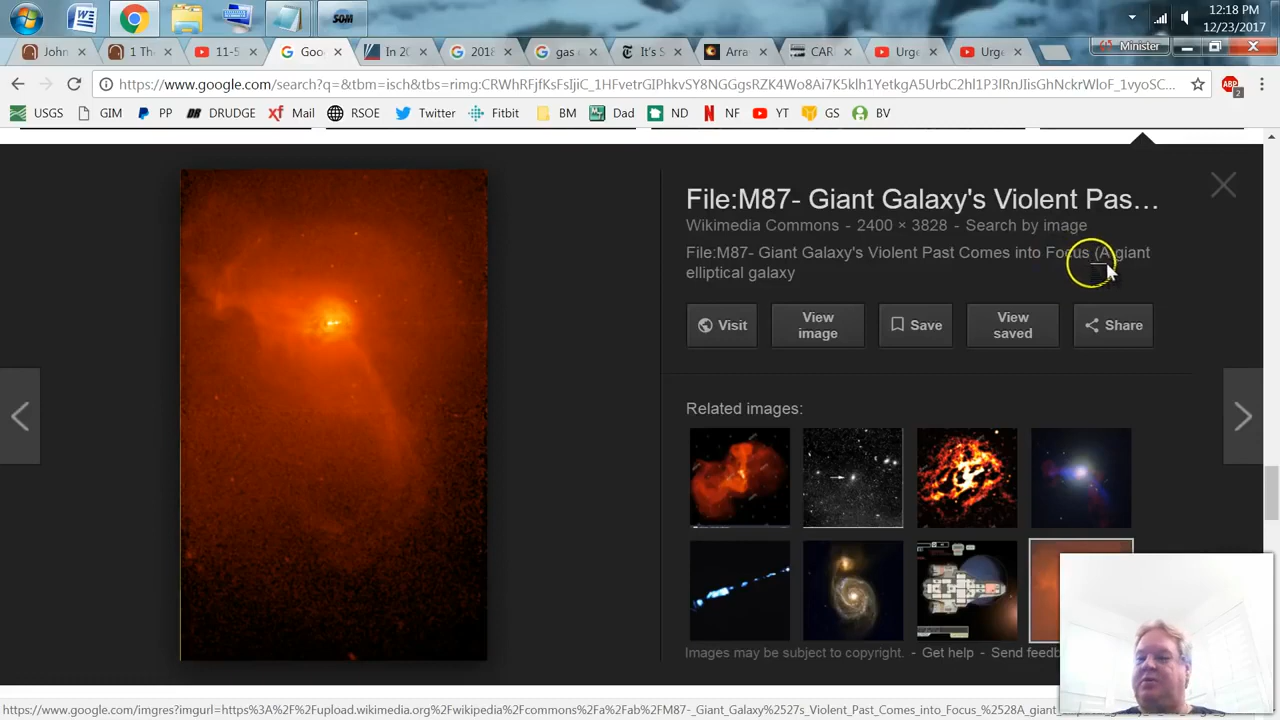 12:18 PM
12/23/2017
SOM
John
1 Th
11-5
Goo
In 20
2018
gas
It's S
Arra
CAR
Urge
Urge
Minister
https://www.google.com/search?q=&tbm=isch&tbs=rimg:
USGS
GIM
PP
DRUDGE
Mail
RSOE
Twitter
Fitbit
BM
Dad
ND
NF
YT
GS
BV
File:M87- Giant Galaxy's Violent Pas...
Wikimedia Commons - 2400 × 3828 - Search by image
File:M87- Giant Galaxy's Violent Past Comes into Focus (A giant
elliptical galaxy
Visit
View
image
Save
View
saved
Share
Related images:
Images may be subject to copyright. - Get help - Send feedb
https://www.google.com/imgres?imgurl=https%3A%2F%2Fupload.wikimedia.org%2Fwikipedia%2Fcommons%2Fa%2Fab%2FM87-_Giant_Galaxy%2527s_Violent_Past_Comes_into_Focus_%2528A_giant_